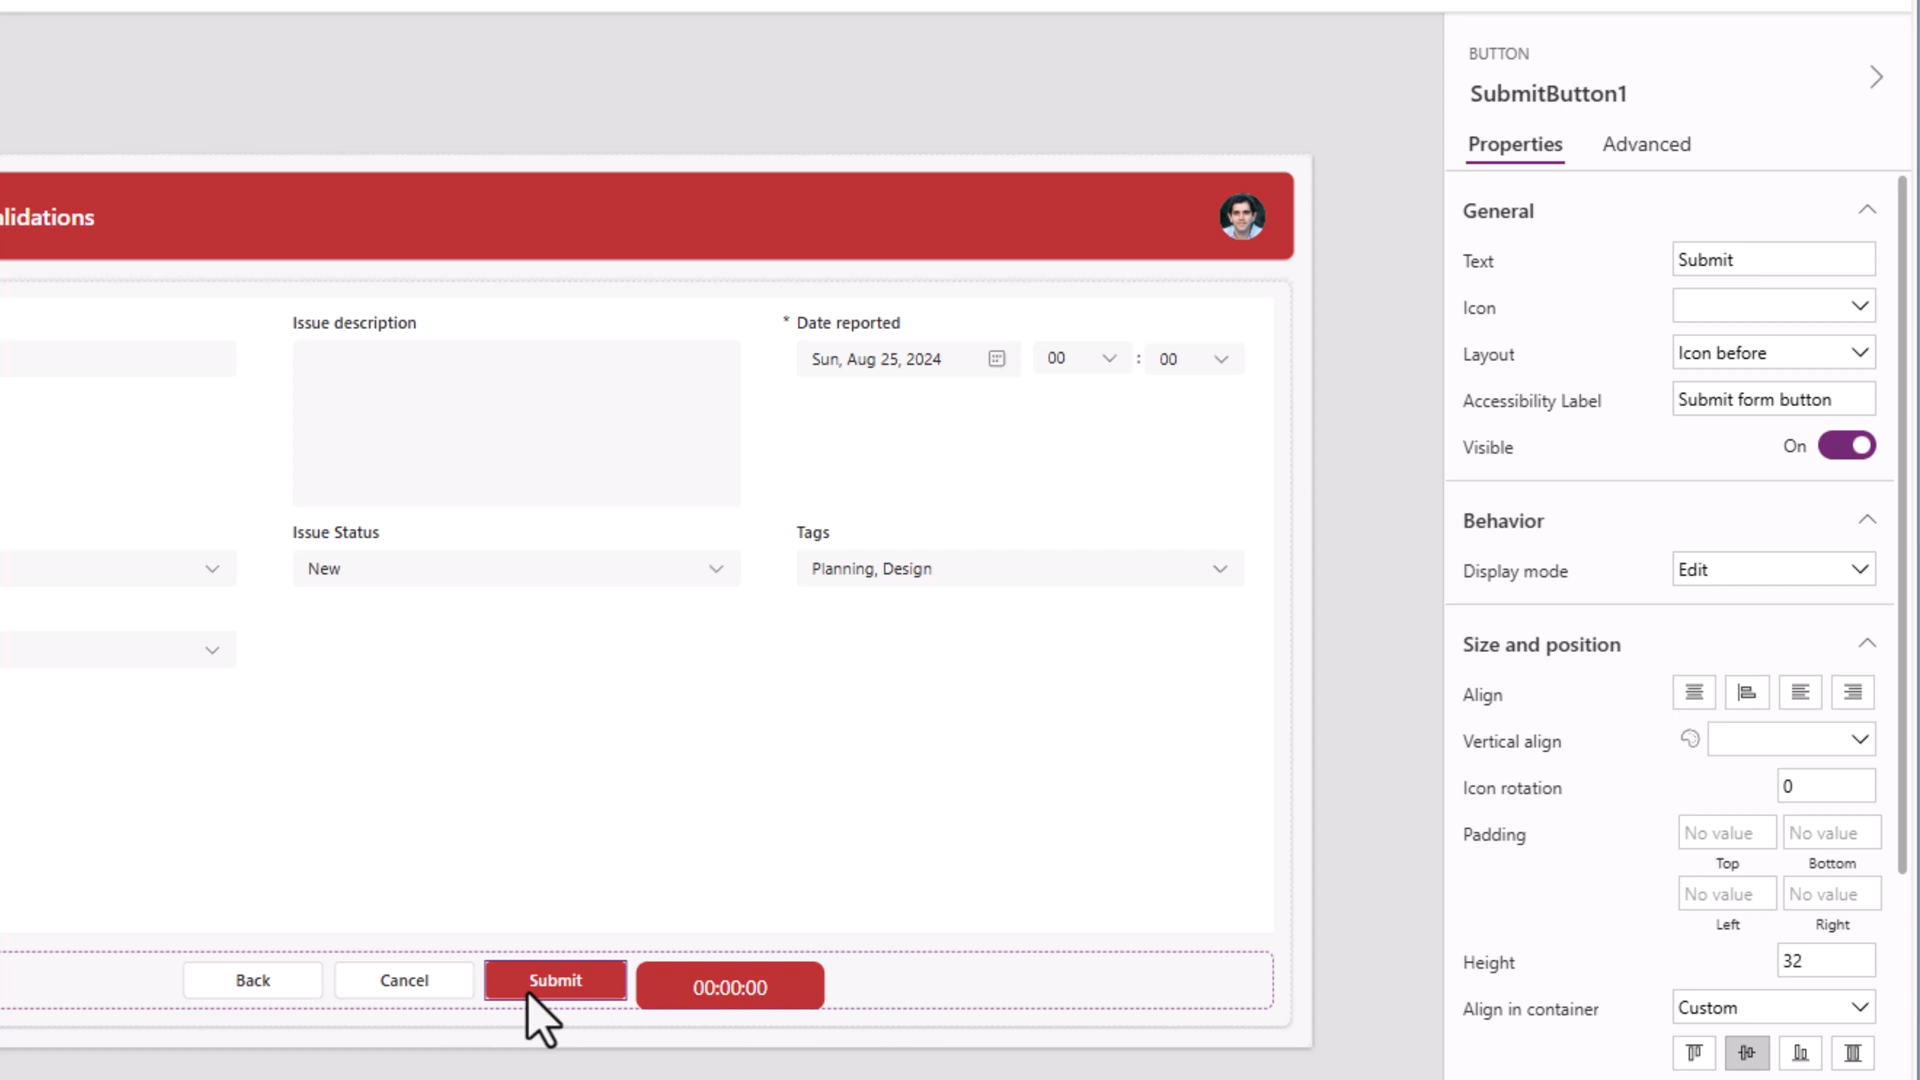 BUTTON
SubmitButton1
Properties Advanced
General
Text Submit
Icon
Layout Icon before
Accessibility Label Submit form button
Visible On
Behavior
Display mode Edit
Size and position
Align
Vertical align
Icon rotation 0
Padding No value No value
Top Bottom
No value No value
Left Right
Height 32
Align in container Custom
alidations
Issue description * Date reported
Sun, Aug 25, 2024 00 : 00
Issue Status Tags
New Planning, Design
Back Cancel Submit 00:00:00